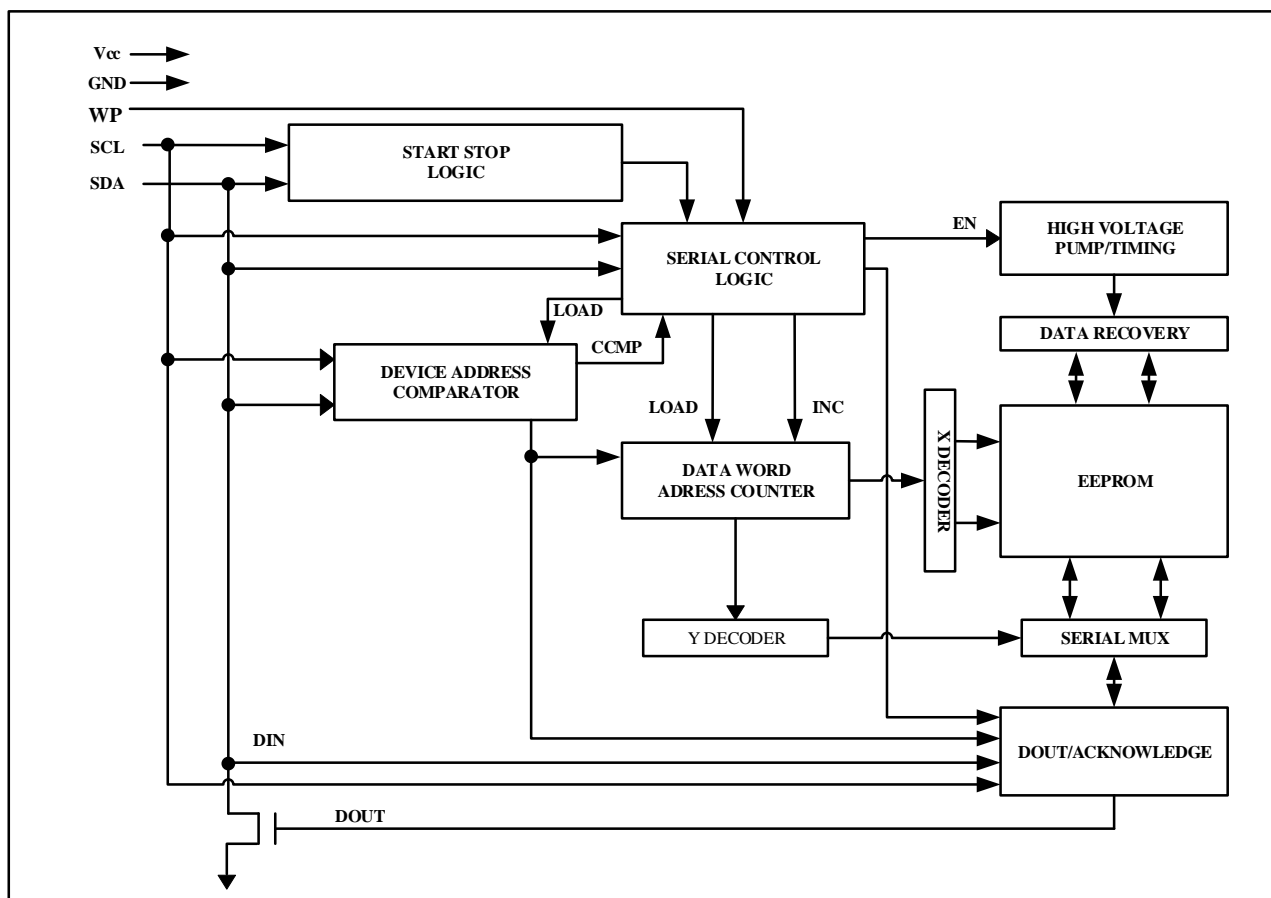 Vcc
GND
WP
SCL
SDA
START STOP
LOGIC
SERIAL CONTROL
LOGIC
EN
HIGH VOLTAGE
PUMP/TIMING
LOAD
CCMP
DATA RECOVERY
DEVICE ADDRESS
COMPARATOR
LOAD
INC
DATA WORD
ADRESS COUNTER
X DECODER
EEPROM
Y DECODER
SERIAL MUX
DIN
DOUT/ACKNOWLEDGE
DOUT